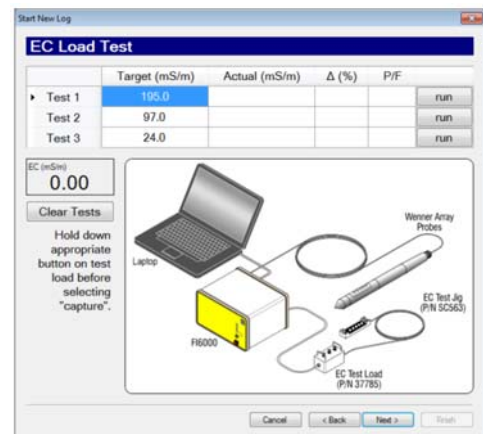 Start New Log
EC Load Test
Target (mS/m) Actual (mS/m) Δ (%) P/F
Test 1 195.0 run
Test 2 97.0 run
Test 3 24.0 run
EC (mS/m)
0.00
Clear Tests
Hold down
appropriate
button on test
load before
selecting
"capture".
Laptop
Wenner Array
Probes
FI6000
EC Test Jig
(P/N SC563)
EC Test Load
(P/N 37785)
Cancel < Back Next > Finish